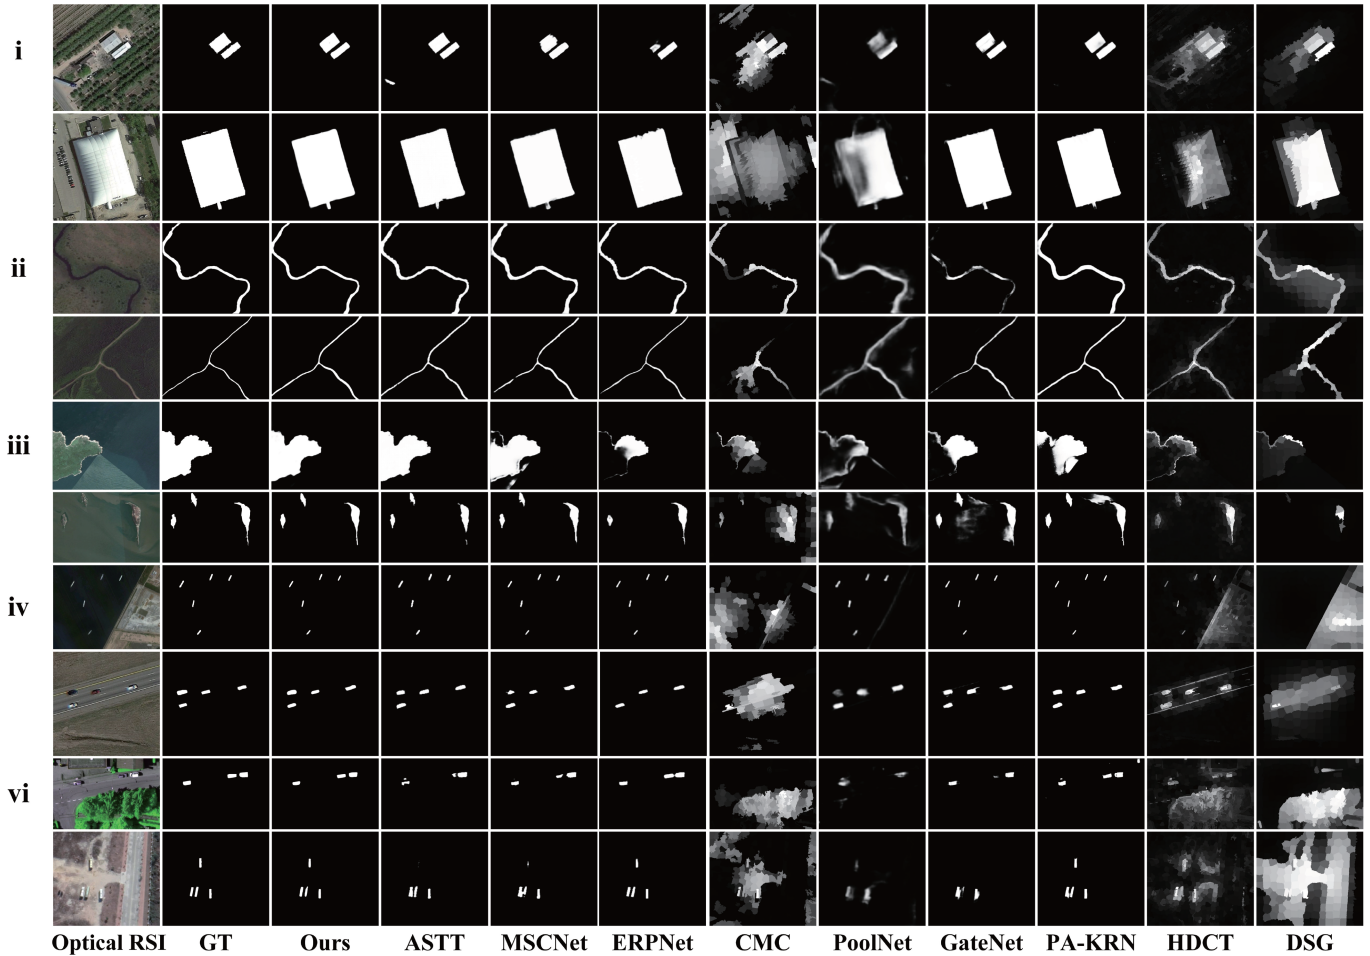 i
ii
iii
iv
vi
Optical RSI GT Ours ASTT MSCNet ERPNet CMC PoolNet GateNet PA-KRN HDCT DSG